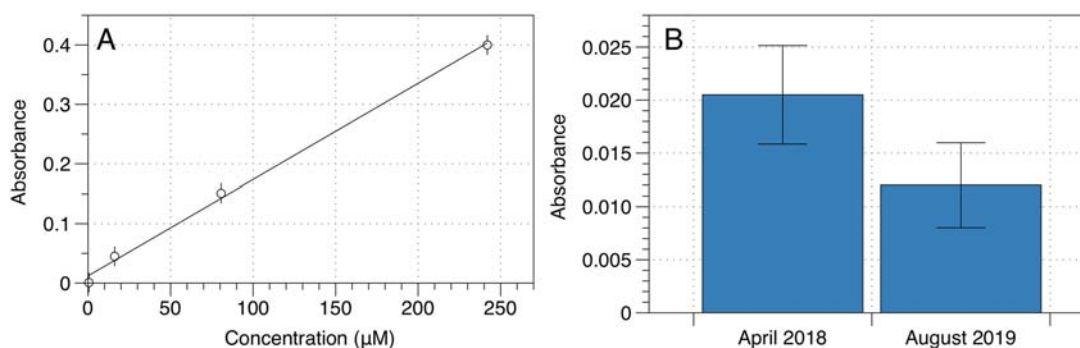 A
Absorbance
0.4
0.3
0.2
0.1
0
0 50 100 150 200 250
Concentration (µM)
B
Absorbance
0.025
0.020
0.015
0.010
0.005
0
April 2018 August 2019